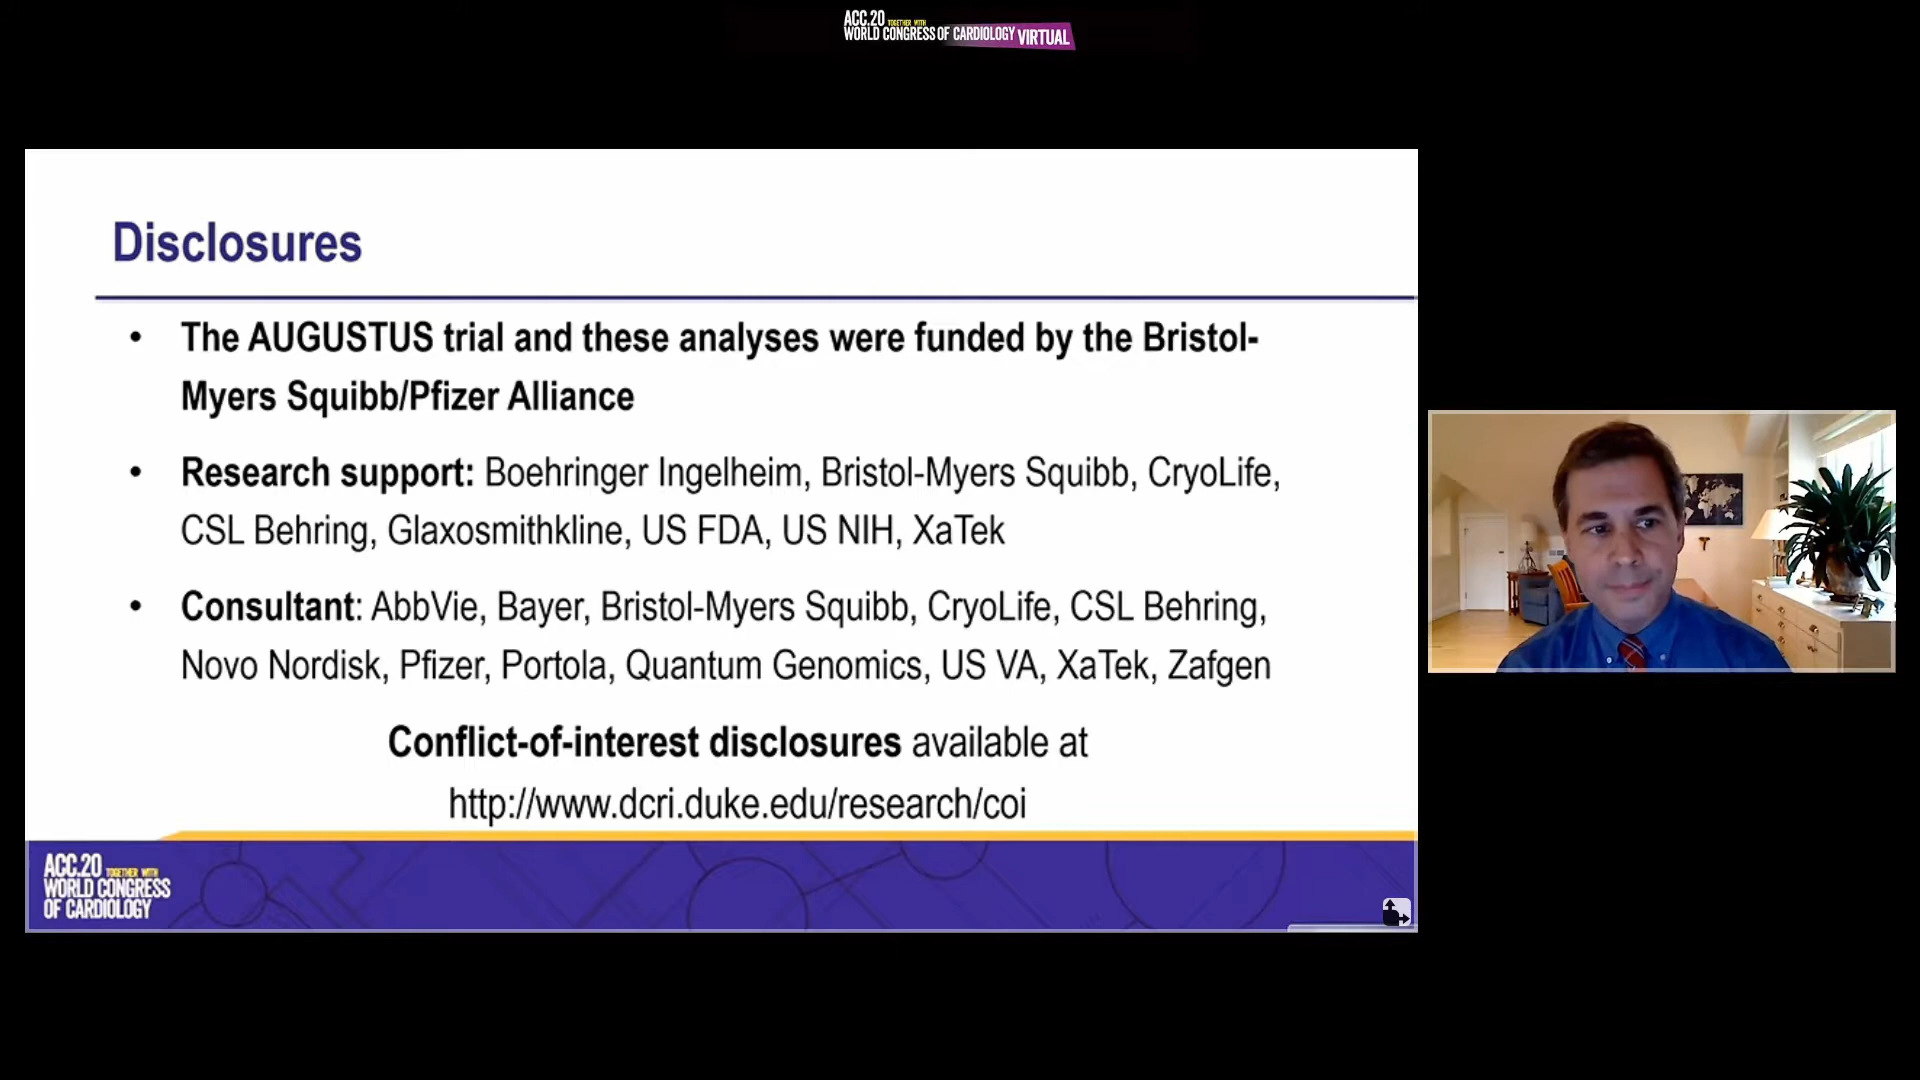 ACC.20 TOGETHER WITH
WORLD CONGRESS OF CARDIOLOGY VIRTUAL
Disclosures
• The AUGUSTUS trial and these analyses were funded by the Bristol-
Myers Squibb/Pfizer Alliance
• Research support: Boehringer Ingelheim, Bristol-Myers Squibb, CryoLife,
CSL Behring, Glaxosmithkline, US FDA, US NIH, XaTek
• Consultant: AbbVie, Bayer, Bristol-Myers Squibb, CryoLife, CSL Behring,
Novo Nordisk, Pfizer, Portola, Quantum Genomics, US VA, XaTek, Zafgen
Conflict-of-interest disclosures available at
http://www.dcri.duke.edu/research/coi
ACC.20 TOGETHER WITH
WORLD CONGRESS
OF CARDIOLOGY